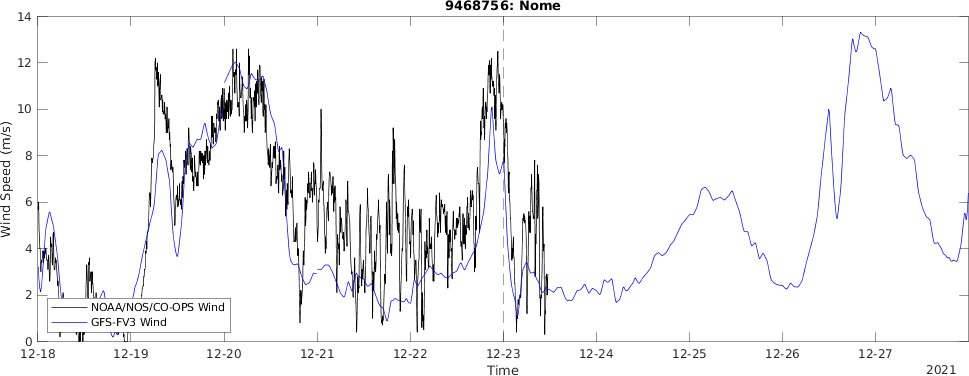 9468756: Nome
14
12
10
8
6
4
2
0
Wind Speed (m/s)
NOAA/NOS/CO-OPS Wind
GFS-FV3 Wind
12-18 12-19 12-20 12-21 12-22 12-23 12-24 12-25 12-26 12-27
Time
2021